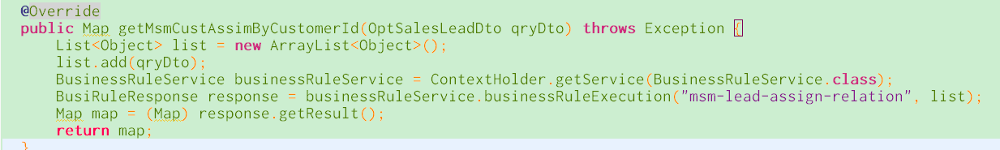 @Override
public Map getMsmCustAssimByCustomerId(OptSalesLeadDto qryDto) throws Exception {
List<Object> list = new ArrayList<Object>();
list.add(qryDto);
BusinessRuleService businessRuleService = ContextHolder.getService(BusinessRuleService.class);
BusiRuleResponse response = businessRuleService.businessRuleExecution("msm-lead-assign-relation", list);
Map map = (Map) response.getResult();
return map;
}